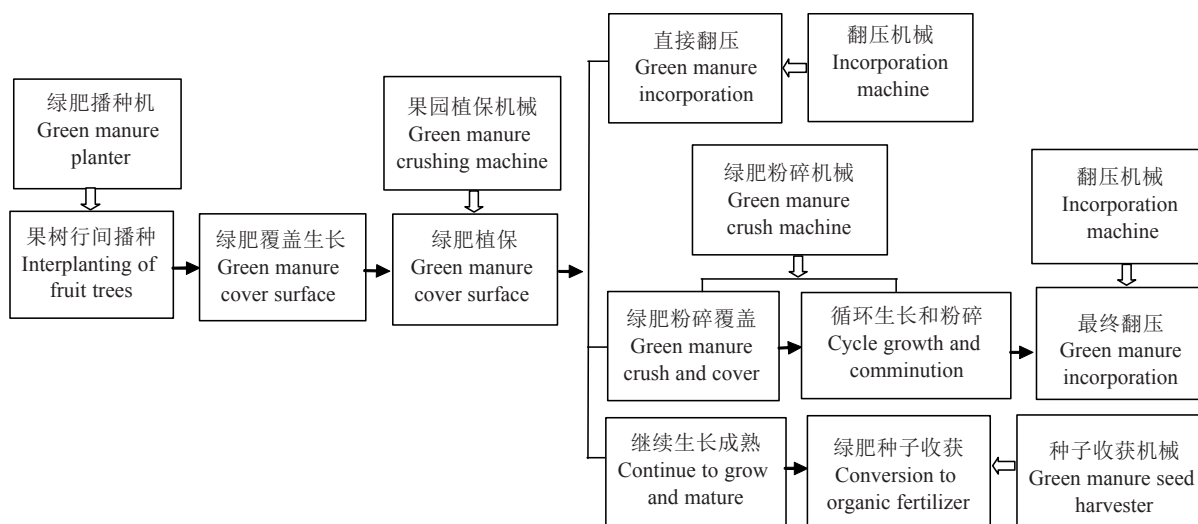 绿肥播种机
Green manure
planter
果树行间播种
Interplanting of
fruit trees
绿肥覆盖生长
Green manure
cover surface
果园植保机械
Green manure
crushing machine
绿肥植保
Green manure
cover surface
直接翻压
Green manure
incorporation
翻压机械
Incorporation
machine
绿肥粉碎机械
Green manure
crush machine
绿肥粉碎覆盖
Green manure
crush and cover
循环生长和粉碎
Cycle growth and
comminution
翻压机械
Incorporation
machine
最终翻压
Green manure
incorporation
继续生长成熟
Continue to grow
and mature
绿肥种子收获
Conversion to
organic fertilizer
种子收获机械
Green manure seed
harvester